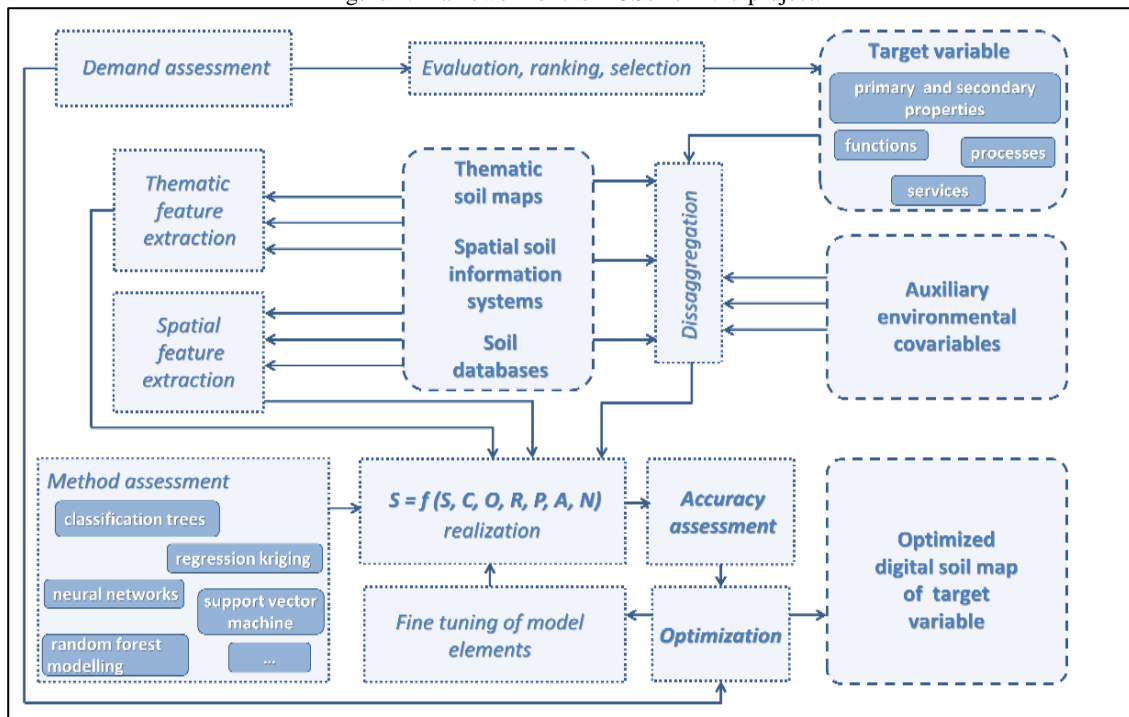 Demand assessment
Evaluation, ranking, selection
Target variable
primary and secondary
properties
functions
processes
services
Thematic
feature
extraction
Thematic
soil maps
Spatial soil
information
systems
Soil
databases
Dissaggregation
Auxiliary
environmental
covariables
Spatial
feature
extraction
Method assessment
classification trees
regression kriging
neural networks
support vector
machine
random forest
modelling
...
S = f (S, C, O, R, P, A, N)
realization
Accuracy
assessment
Fine tuning of model
elements
Optimization
Optimized
digital soil map
of target
variable